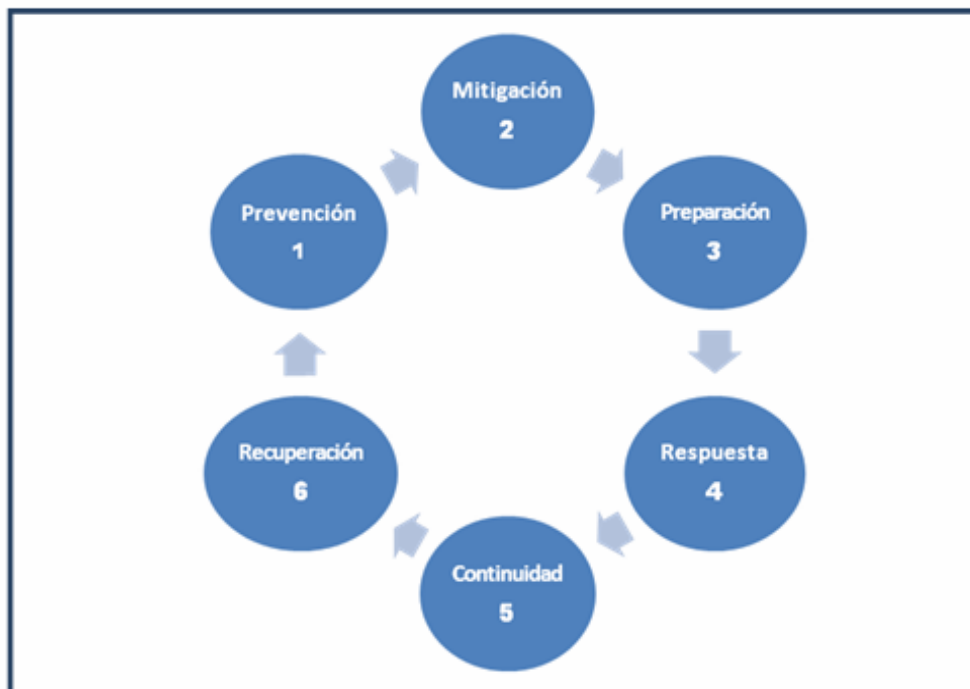 Mitigación
2
Prevención
1
Preparación
3
Recuperación
6
Respuesta
4
Continuidad
5